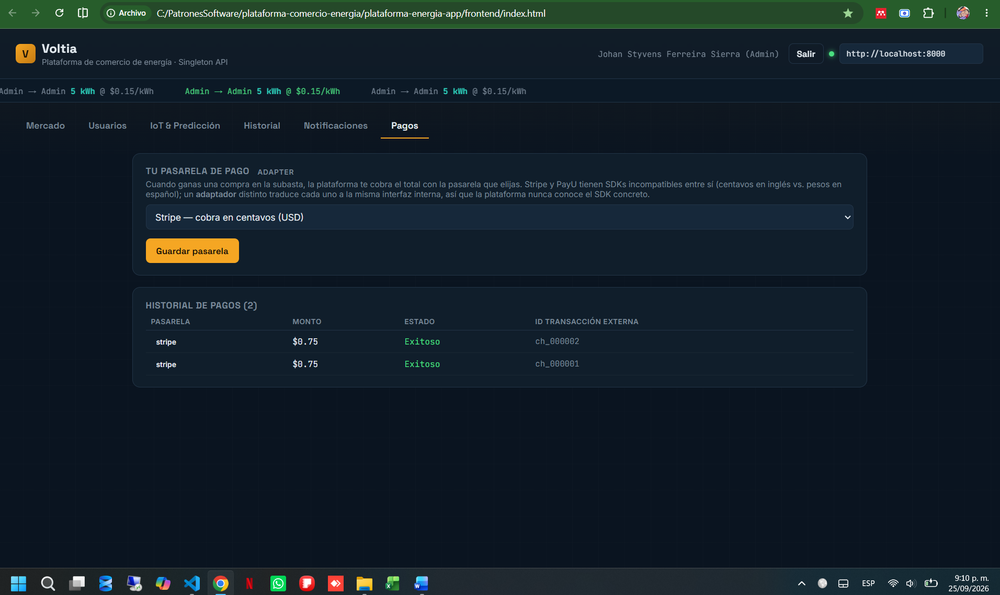 Archivo
C:/PatronesSoftware/plataforma-comercio-energia/plataforma-energia-app/frontend/index.html
V
Voltia
Plataforma de comercio de energía · Singleton API
Johan Styvens Ferreira Sierra (Admin)
Salir
http://localhost:8000
Admin → Admin 5 kWh @ $0.15/kWh
Admin → Admin 5 kWh @ $0.15/kWh
Admin → Admin 5 kWh @ $0.15/kWh
Mercado
Usuarios
IoT & Predicción
Historial
Notificaciones
Pagos
TU PASARELA DE PAGO ADAPTER
Cuando ganas una compra en la subasta, la plataforma te cobra el total con la pasarela que elijas. Stripe y PayU tienen SDKs incompatibles entre sí (centavos en inglés vs. pesos en
español); un adaptador distinto traduce cada uno a la misma interfaz interna, así que la plataforma nunca conoce el SDK concreto.
Stripe — cobra en centavos (USD)
Guardar pasarela
HISTORIAL DE PAGOS (2)
PASARELA MONTO ESTADO ID TRANSACCIÓN EXTERNA
stripe $0.75 Exitoso ch_000002
stripe $0.75 Exitoso ch_000001
ESP
9:10 p. m.
25/09/2026